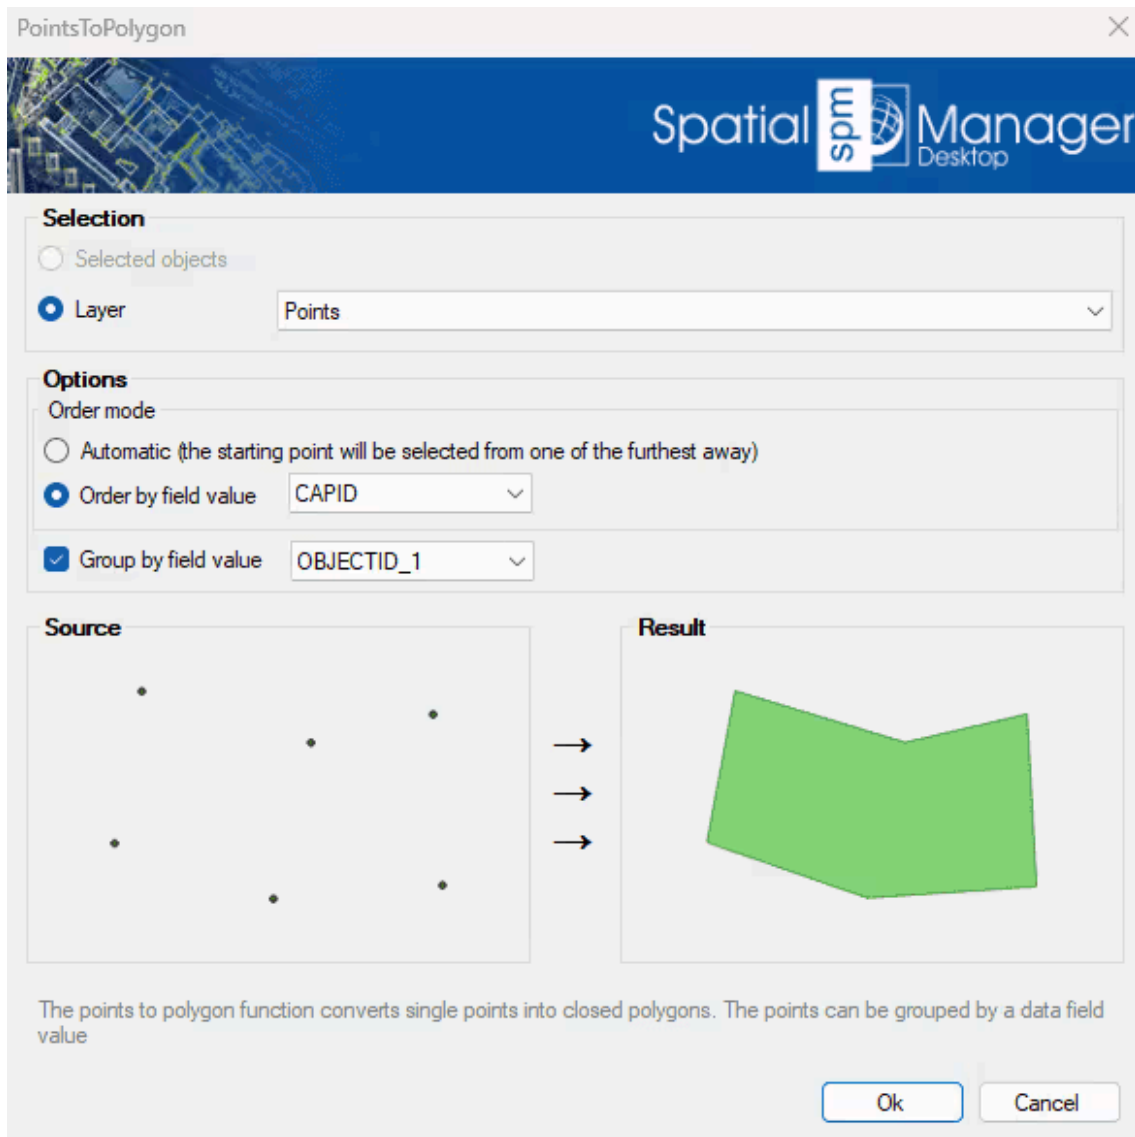 PointsToPolygon
Spatial spm Manager
Desktop
Selection
Selected objects
Layer Points
Options
Order mode
Automatic (the starting point will be selected from one of the furthest away)
Order by field value CAPID
Group by field value OBJECTID_1
Source Result
The points to polygon function converts single points into closed polygons. The points can be grouped by a data field
value
Ok Cancel